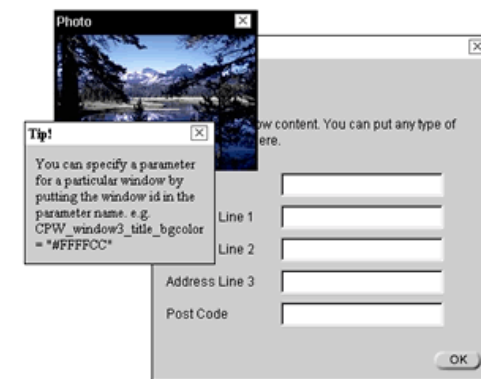 Photo
Tip!
You can specify a parameter
for a particular window by
putting the window id in the
parameter name. e.g.
CPW_window3_title_bgcolor
= "#FFFFCC"
content. You can put any type of
Line 1
Line 2
Address Line 3
Post Code
OK